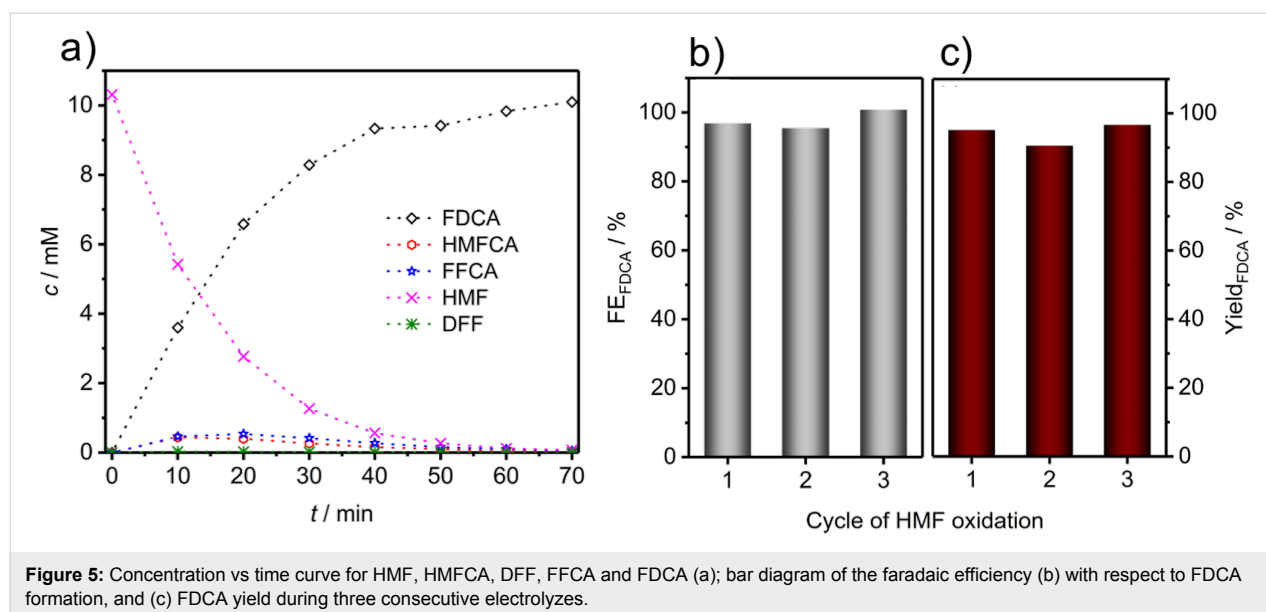 a)
10
8
6
4
2
0
c / mM
0 10 20 30 40 50 60 70
t / min
FDCA
HMFCA
FFCA
HMF
DFF
b)
100
80
60
40
20
0
FE_FDCA / %
1 2 3
c)
100
80
60
40
20
0
Yield_FDCA / %
1 2 3
Cycle of HMF oxidation
Figure 5: Concentration vs time curve for HMF, HMFCA, DFF, FFCA and FDCA (a); bar diagram of the faradaic efficiency (b) with respect to FDCA
formation, and (c) FDCA yield during three consecutive electrolyzes.